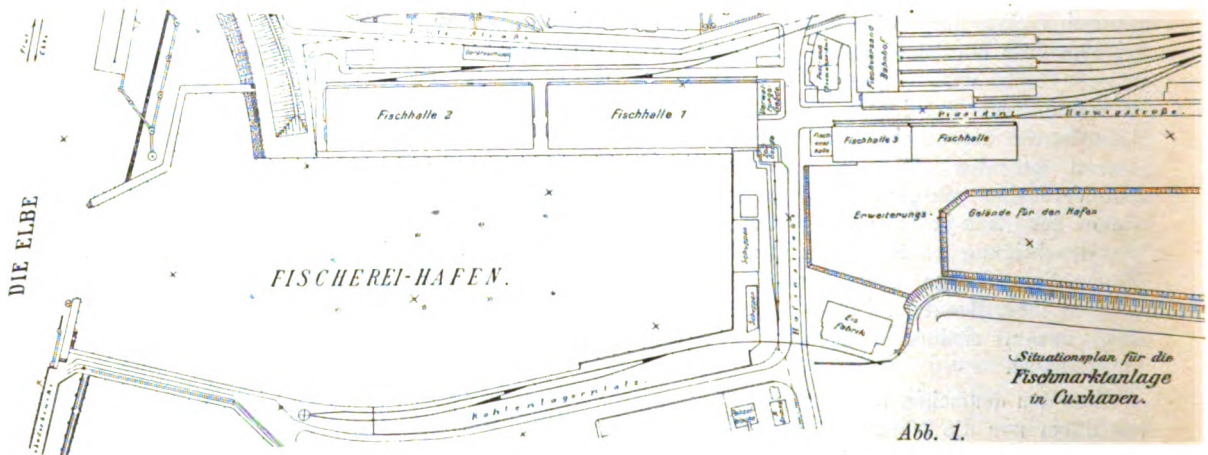 Fischversand
Bahnhof
Fischhalle 2
Fischhalle 1
Präsident Herwigstraße.
Fischhalle 3
Fischhalle
Erweiterungs-
Gelände für den Hafen
DIE ELBE
FISCHEREI-HAFEN.
Schuppen
Schuppen
Hafenstraße
Eis
fabrik
Kohlenlagerplatz.
Situationsplan für die
Fischmarktanlage
in Cuxhaven.
Abb. 1.